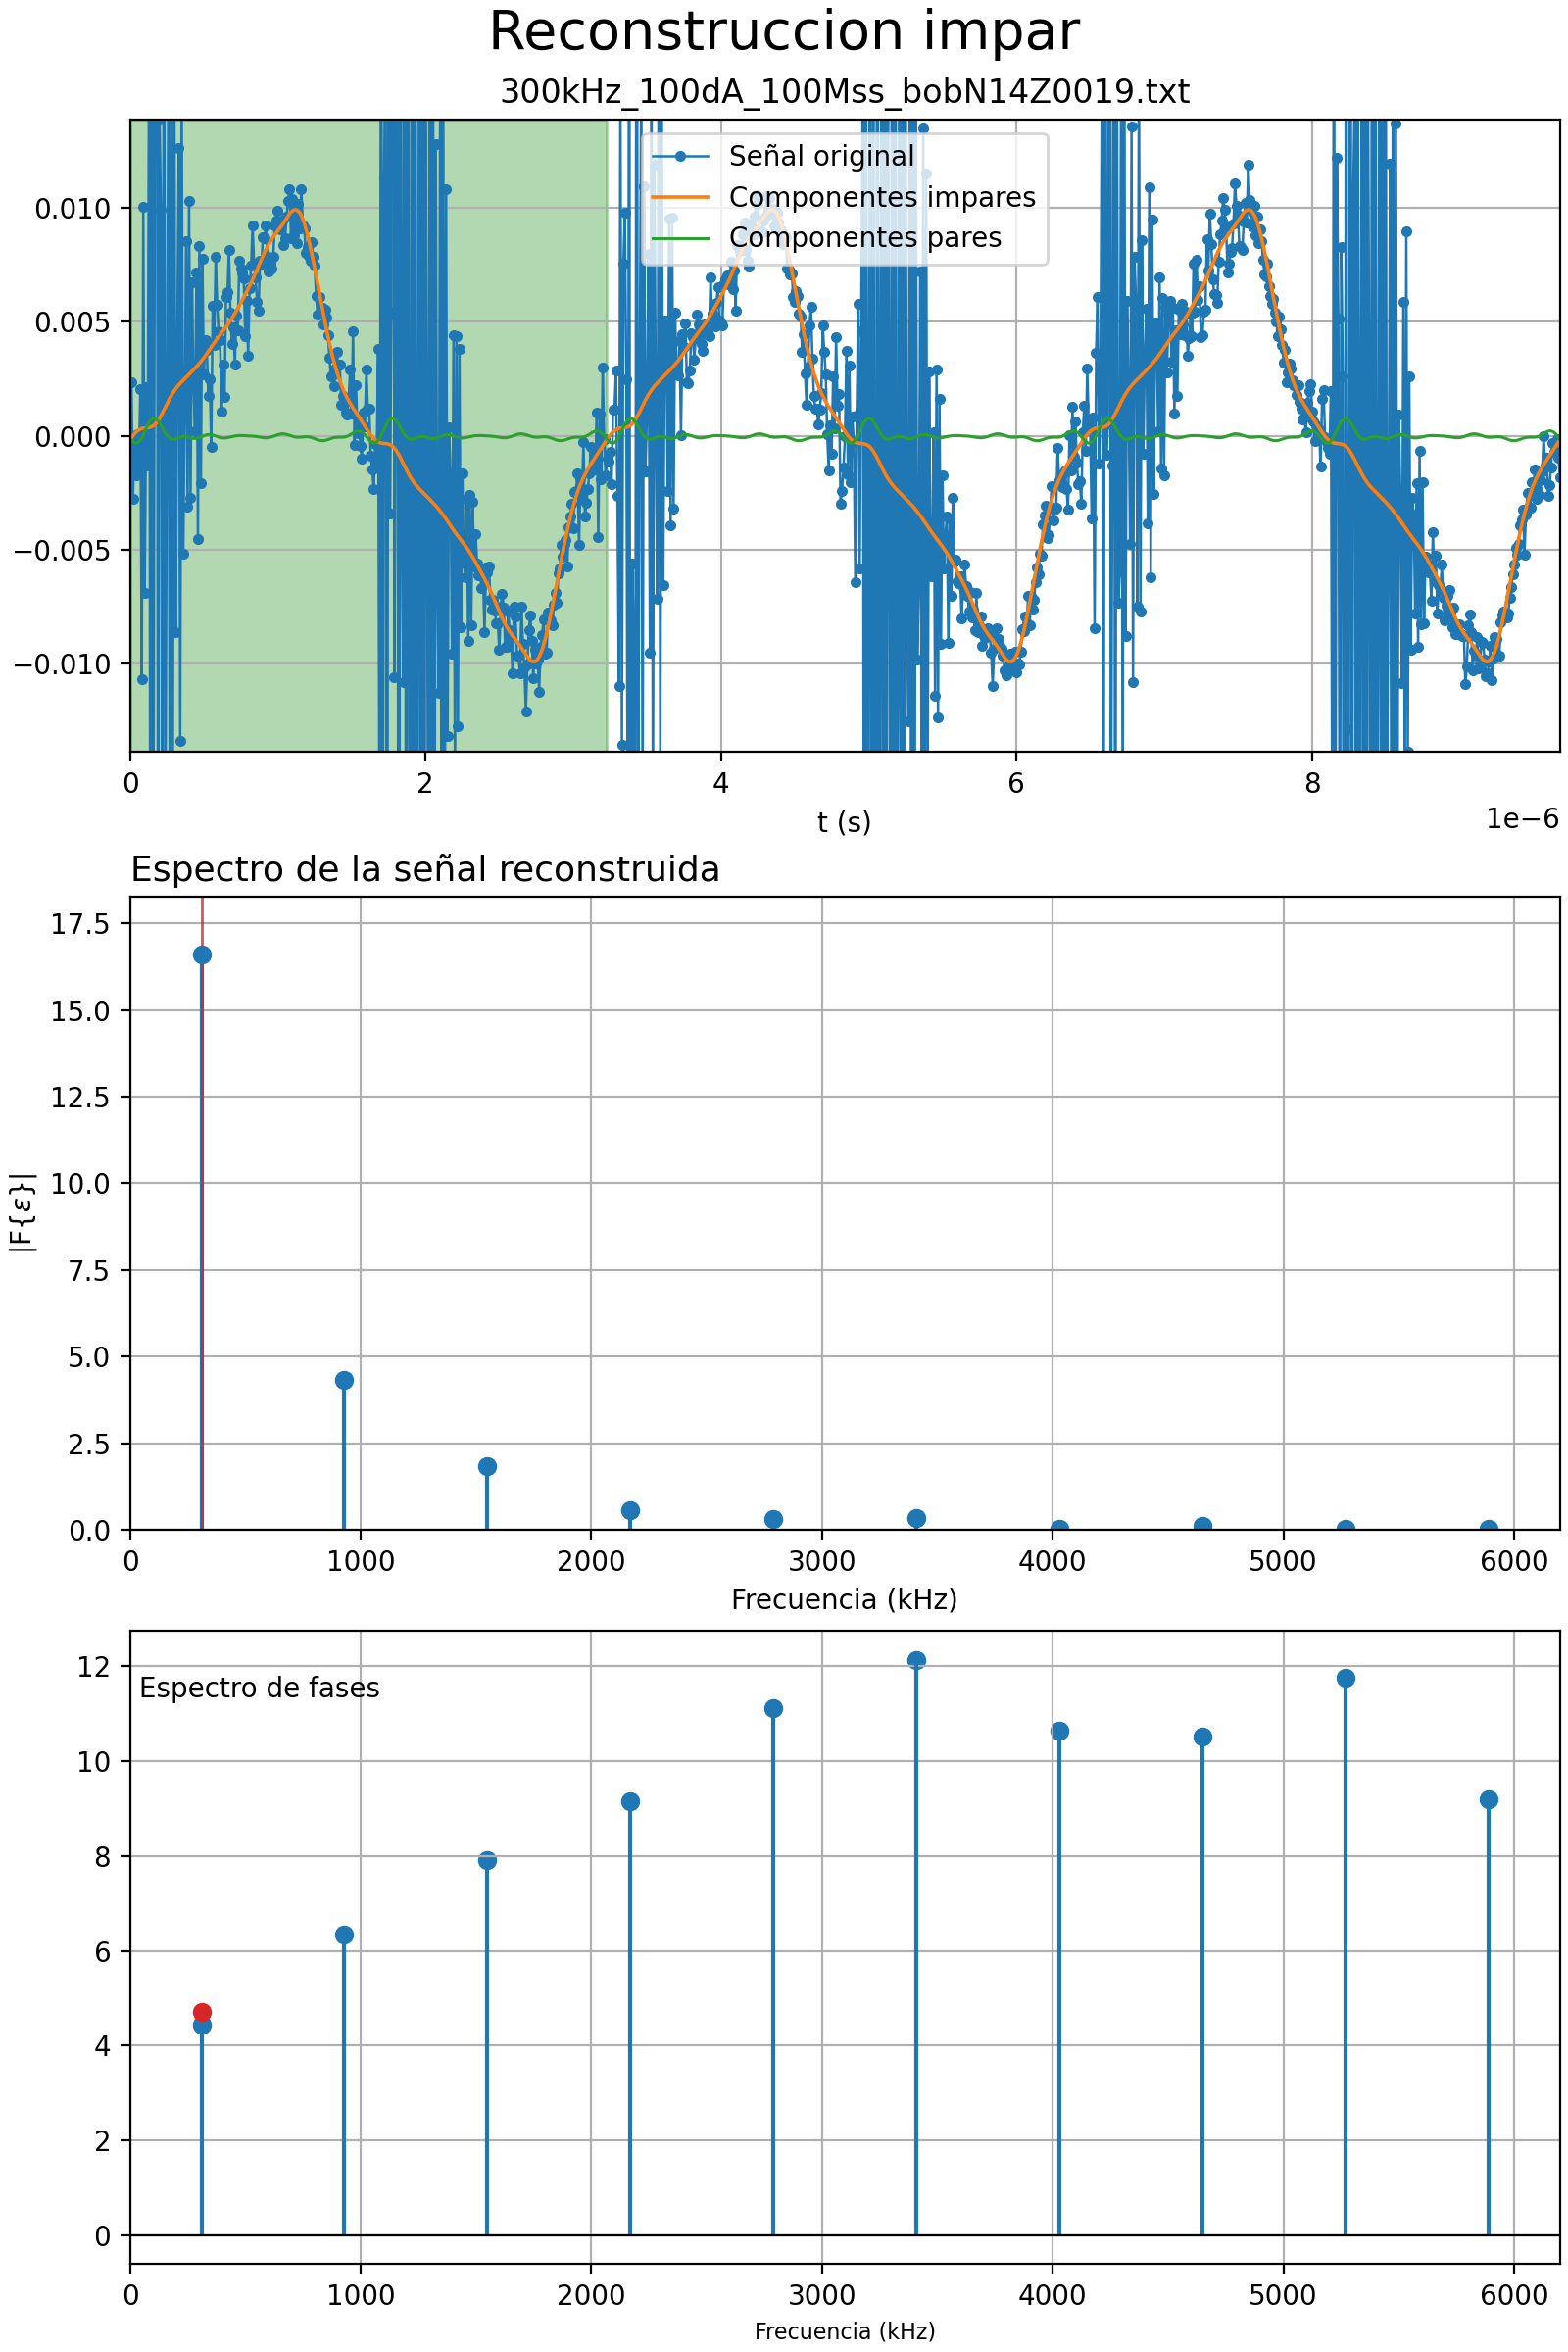 Reconstruccion impar
300kHz_100dA_100Mss_bobN14Z0019.txt
Señal original
Componentes impares
Componentes pares
0.010
0.005
0.000
−0.005
−0.010
0 2 4 6 8
t (s)
1e−6
Espectro de la señal reconstruida
17.5
15.0
12.5
10.0
7.5
5.0
2.5
0.0
|F{ε}|
0 1000 2000 3000 4000 5000 6000
Frecuencia (kHz)
Espectro de fases
12
10
8
6
4
2
0
0 1000 2000 3000 4000 5000 6000
Frecuencia (kHz)